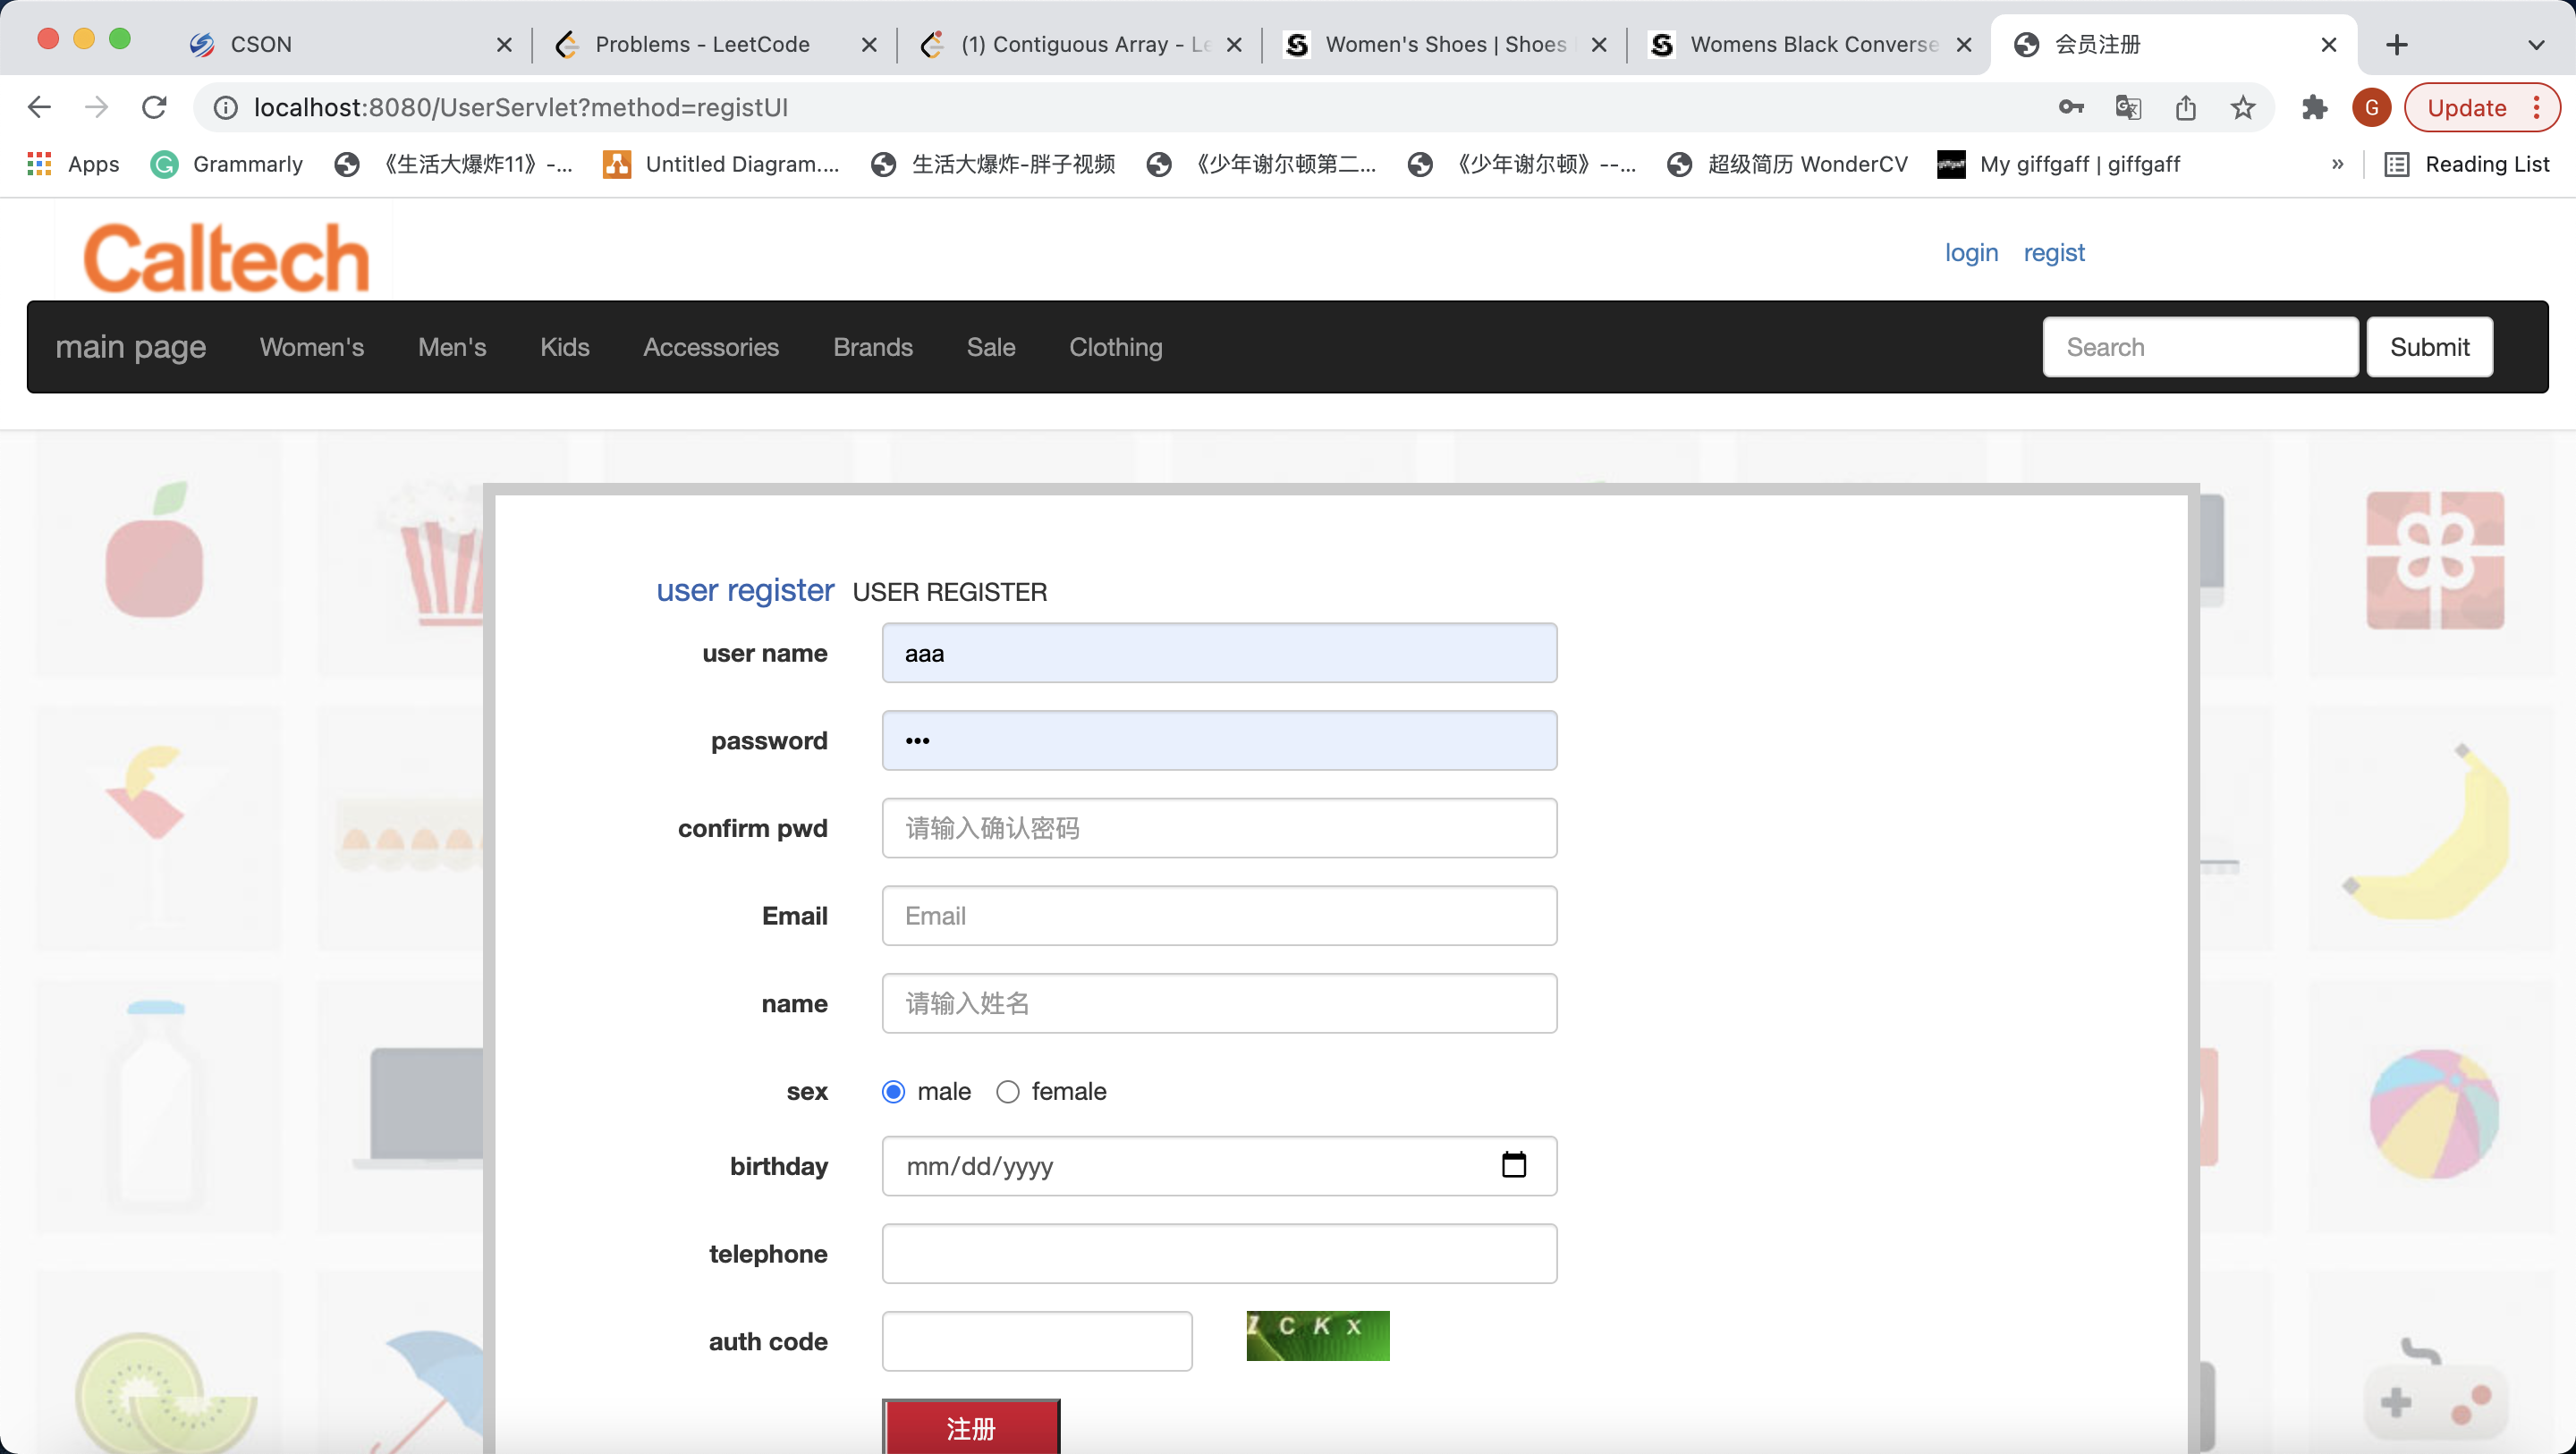 CSON
Problems - LeetCode
(1) Contiguous Array - Le
Women's Shoes | Shoes
Womens Black Converse
会员注册
localhost:8080/UserServlet?method=registUI
G
Update
Apps
Grammarly
《生活大爆炸11》-...
Untitled Diagram....
生活大爆炸-胖子视频
《少年谢尔顿第二...
《少年谢尔顿》--...
超级简历 WonderCV
My giffgaff | giffgaff
»
Reading List
Caltech
login regist
main page Women's Men's Kids Accessories Brands Sale Clothing Search Submit
user register USER REGISTER
user name aaa
password •••
confirm pwd 请输入确认密码
Email Email
name 请输入姓名
sex male female
birthday mm/dd/yyyy
telephone
auth code C K X
注册